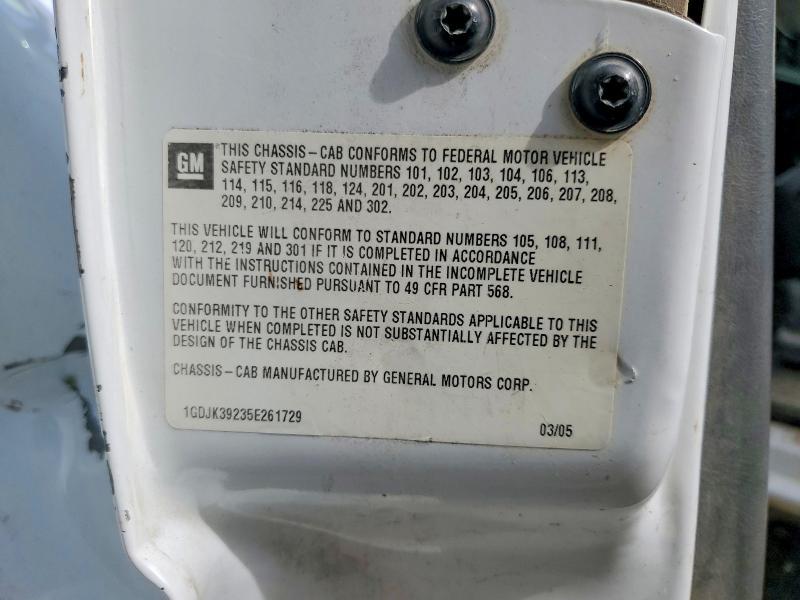 GM
THIS CHASSIS-CAB CONFORMS TO FEDERAL MOTOR VEHICLE
SAFETY STANDARD NUMBERS 101, 102, 103, 104, 106, 113,
114, 115, 116, 118, 124, 201, 202, 203, 204, 205, 206, 207, 208,
209, 210, 214, 225 AND 302.
THIS VEHICLE WILL CONFORM TO STANDARD NUMBERS 105, 108, 111,
120, 212, 219 AND 301 IF IT IS COMPLETED IN ACCORDANCE
WITH THE INSTRUCTIONS CONTAINED IN THE INCOMPLETE VEHICLE
DOCUMENT FURNISHED PURSUANT TO 49 CFR PART 568.
CONFORMITY TO THE OTHER SAFETY STANDARDS APPLICABLE TO THIS
VEHICLE WHEN COMPLETED IS NOT SUBSTANTIALLY AFFECTED BY THE
DESIGN OF THE CHASSIS CAB.
CHASSIS-CAB MANUFACTURED BY GENERAL MOTORS CORP.
1GDJK39235E261729
03/05